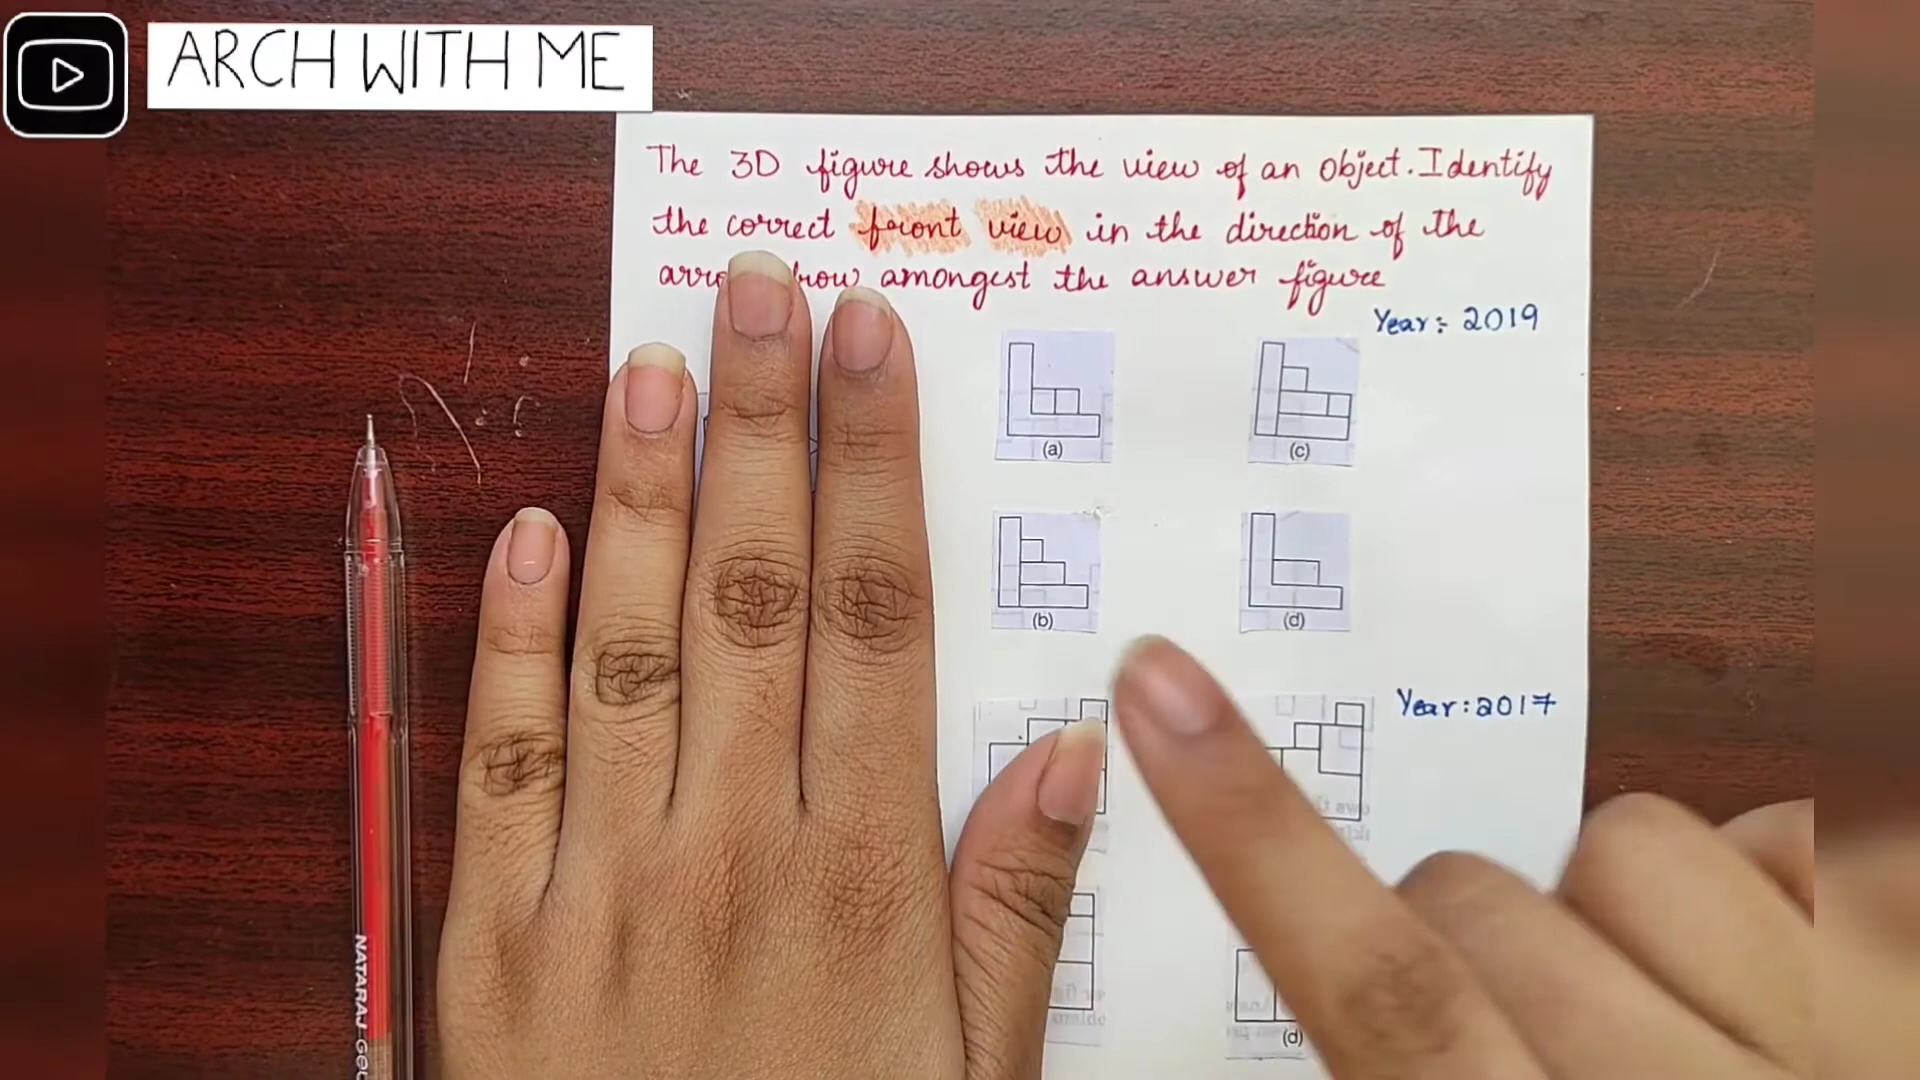 ARCH WITH ME
The 3D figure shows the view of an object. Identify
the correct front view in the direction of the
amongest the answer figure
Year: 2019
(a)
(c)
(b)
(d)
Year: 2017
(d)
NATARAJ